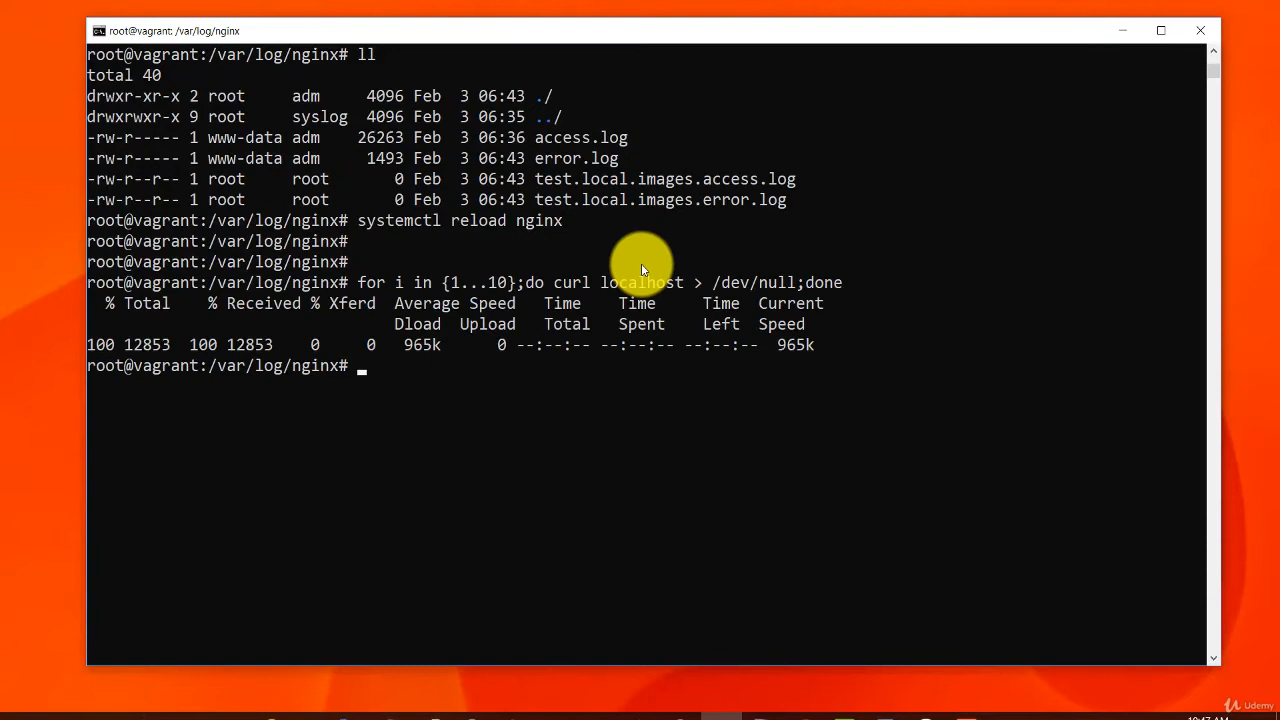 root@vagrant: /var/log/nginx
root@vagrant:/var/log/nginx# ll
total 40
drwxr-xr-x 2 root     adm     4096 Feb  3 06:43 ./
drwxrwxr-x 9 root     syslog  4096 Feb  3 06:35 ../
-rw-r----- 1 www-data adm    26263 Feb  3 06:36 access.log
-rw-r----- 1 www-data adm     1493 Feb  3 06:43 error.log
-rw-r--r-- 1 root     root       0 Feb  3 06:43 test.local.images.access.log
-rw-r--r-- 1 root     root       0 Feb  3 06:43 test.local.images.error.log
root@vagrant:/var/log/nginx# systemctl reload nginx
root@vagrant:/var/log/nginx#
root@vagrant:/var/log/nginx#
root@vagrant:/var/log/nginx# for i in {1...10};do curl localhost > /dev/null;done
  % Total    % Received % Xferd  Average Speed   Time    Time     Time  Current
                                 Dload  Upload   Total   Spent    Left  Speed
100 12853  100 12853    0     0   965k      0 --:--:-- --:--:-- --:--:--  965k
root@vagrant:/var/log/nginx#
Udemy